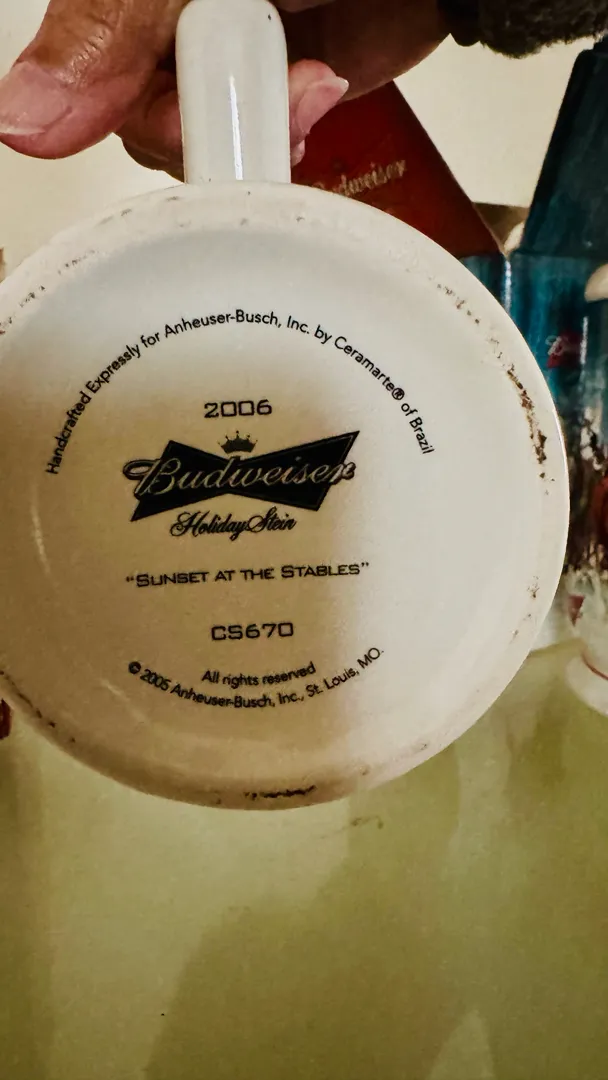 Budweiser
Handcrafted Expressly for Anheuser-Busch, Inc. by Ceramarte® of Brazil
2006
Budweiser
Holiday Stein
"SUNSET AT THE STABLES"
CS670
All rights reserved
© 2005 Anheuser-Busch, Inc., St. Louis, MO.